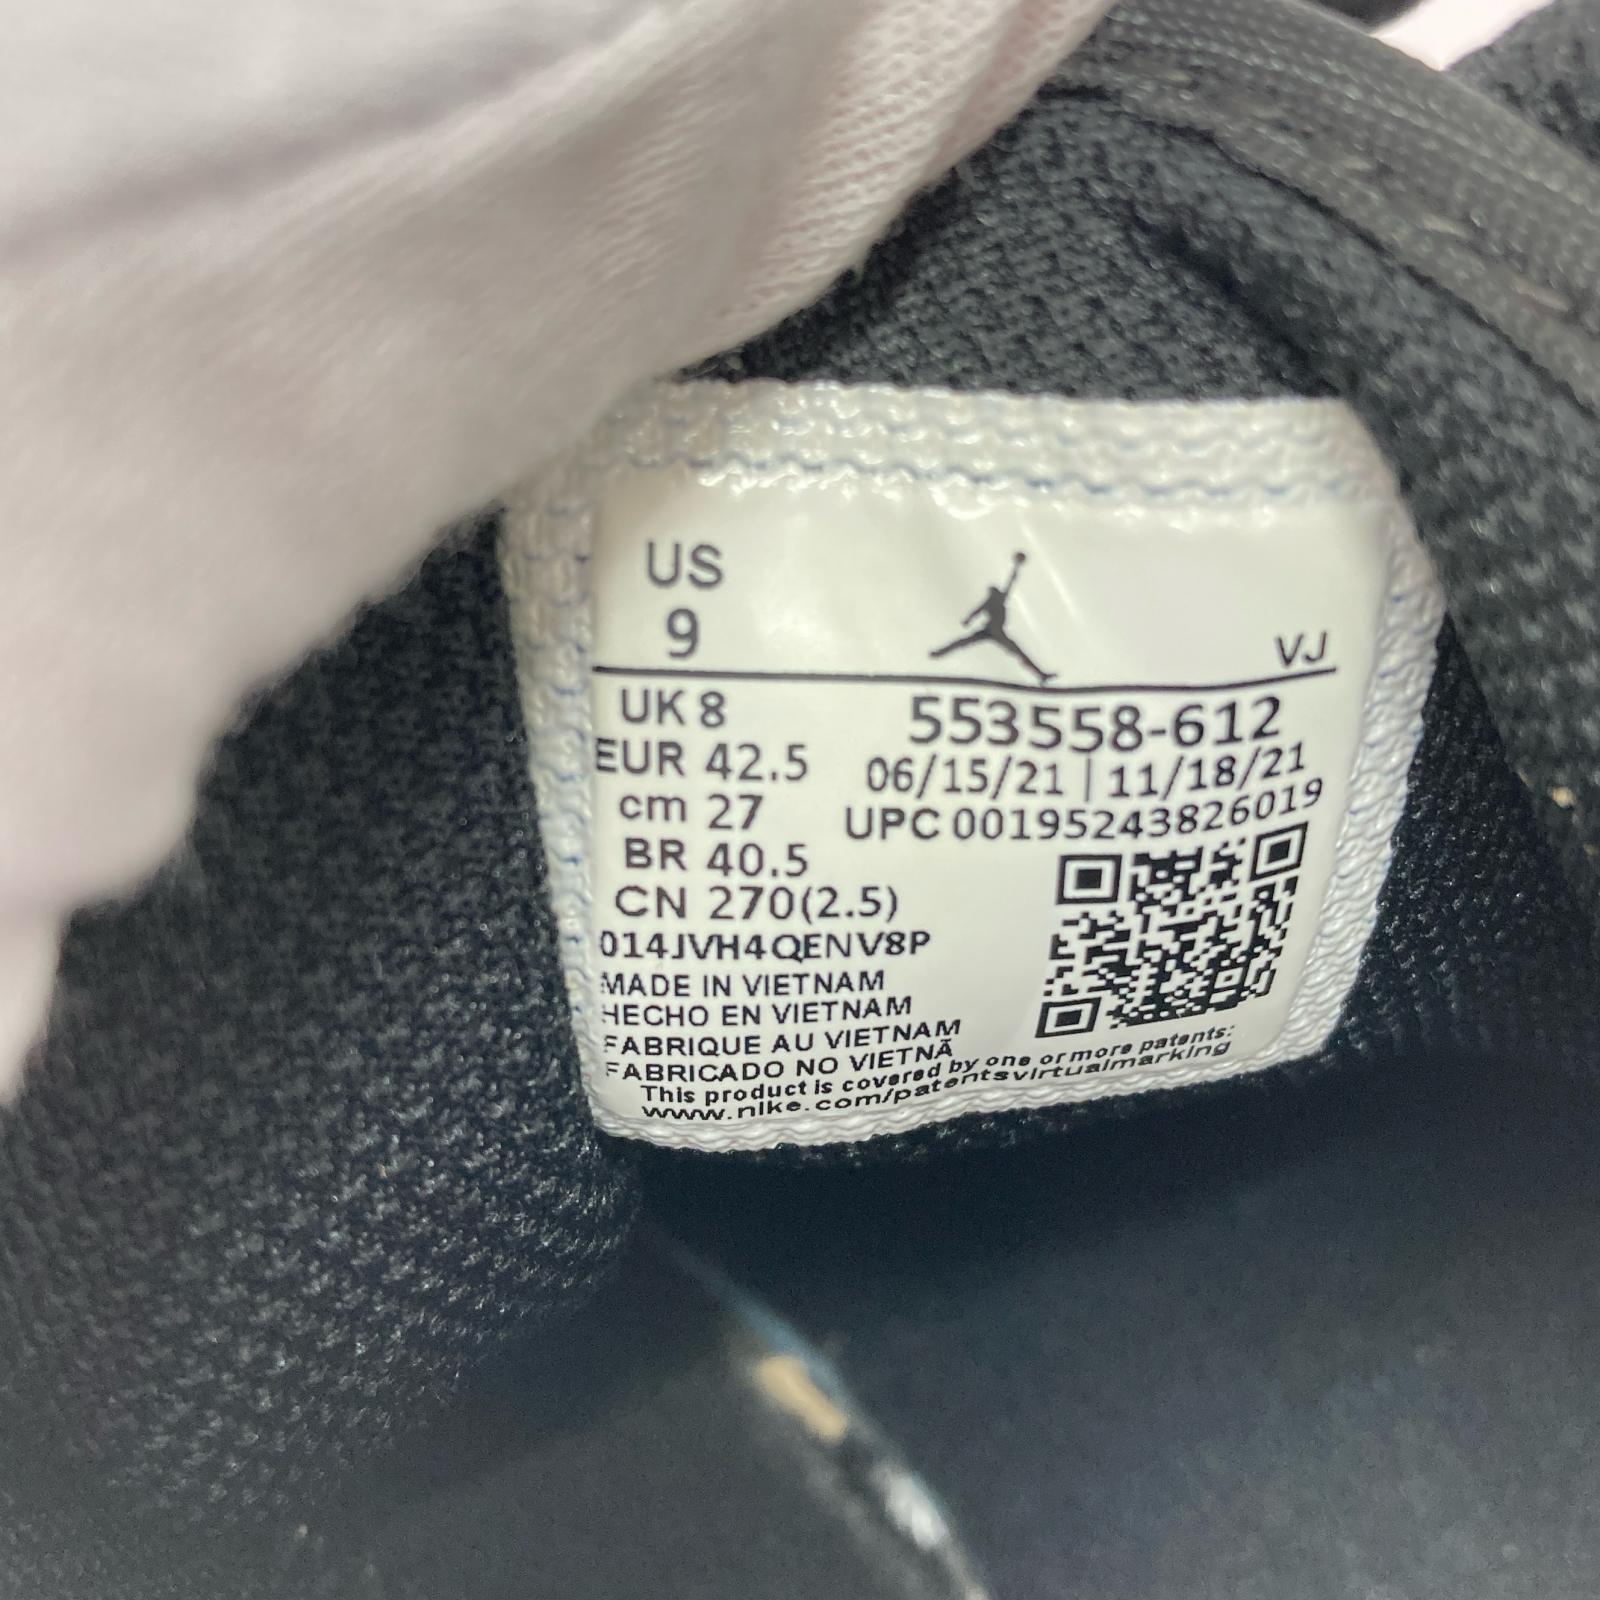 US
9
VJ
UK 8
553558-612
EUR 42.5
06/15/21 | 11/18/21
cm 27
UPC 00195243826019
BR 40.5
CN 270(2.5)
014JVH4QENV8P
MADE IN VIETNAM
HECHO EN VIETNAM
FABRIQUE AU VIETNAM
FABRICADO NO VIETNÃ
This product is covered by one or more patents:
www.nike.com/patentsvirtualmarking